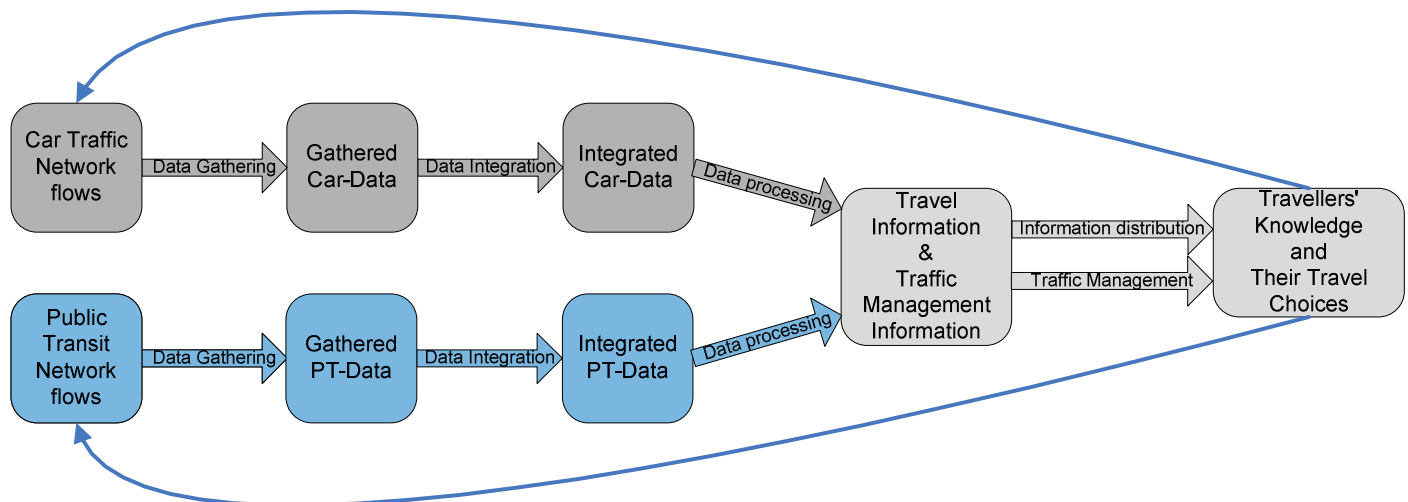 Car Traffic
Network
flows
Data Gathering
Gathered
Car-Data
Data Integration
Integrated
Car-Data
Data processing
Public
Transit
Network
flows
Data Gathering
Gathered
PT-Data
Data Integration
Integrated
PT-Data
Data processing
Travel
Information
&
Traffic
Management
Information
Information distribution
Traffic Management
Travellers'
Knowledge
and
Their Travel
Choices